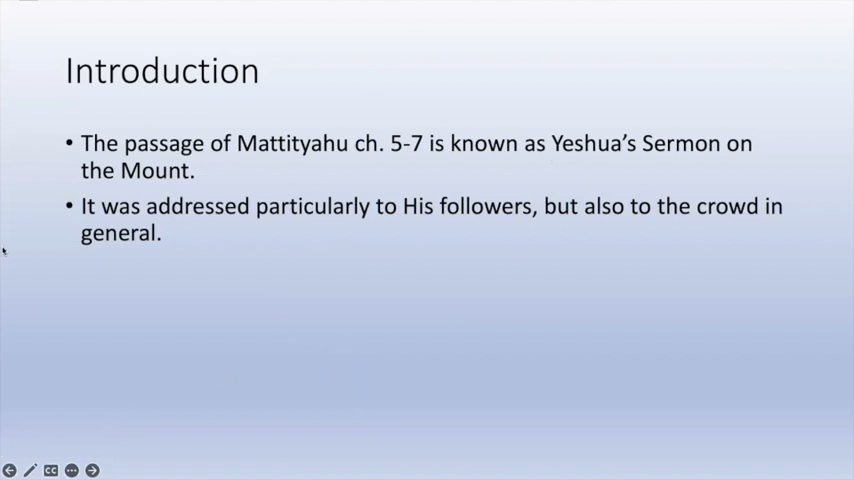 Introduction
• The passage of Mattityahu ch. 5-7 is known as Yeshua’s Sermon on
the Mount.
• It was addressed particularly to His followers, but also to the crowd in
general.
CC